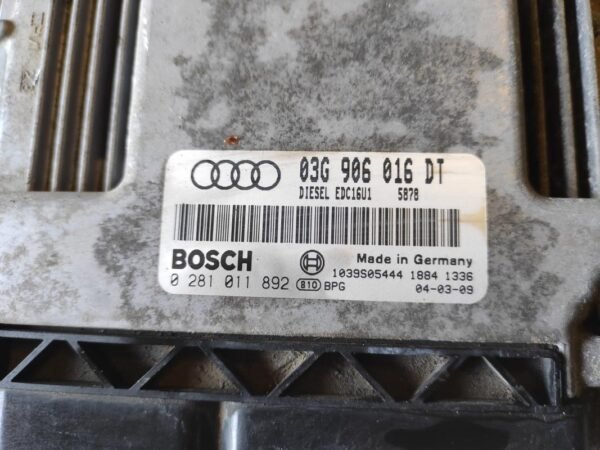 03G 906 016 DT
DIESEL EDC16U1 5878
BOSCH
Made in Germany
1039S05444 1884 1336
0 281 011 892 B10 BPG 04-03-09